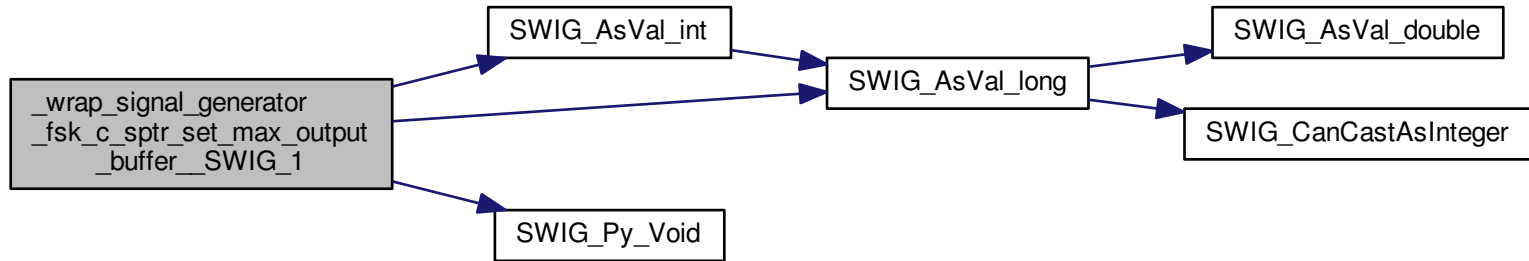 _wrap_signal_generator
_fsk_c_sptr_set_max_output
_buffer__SWIG_1
SWIG_AsVal_int
SWIG_Py_Void
SWIG_AsVal_long
SWIG_AsVal_double
SWIG_CanCastAsInteger